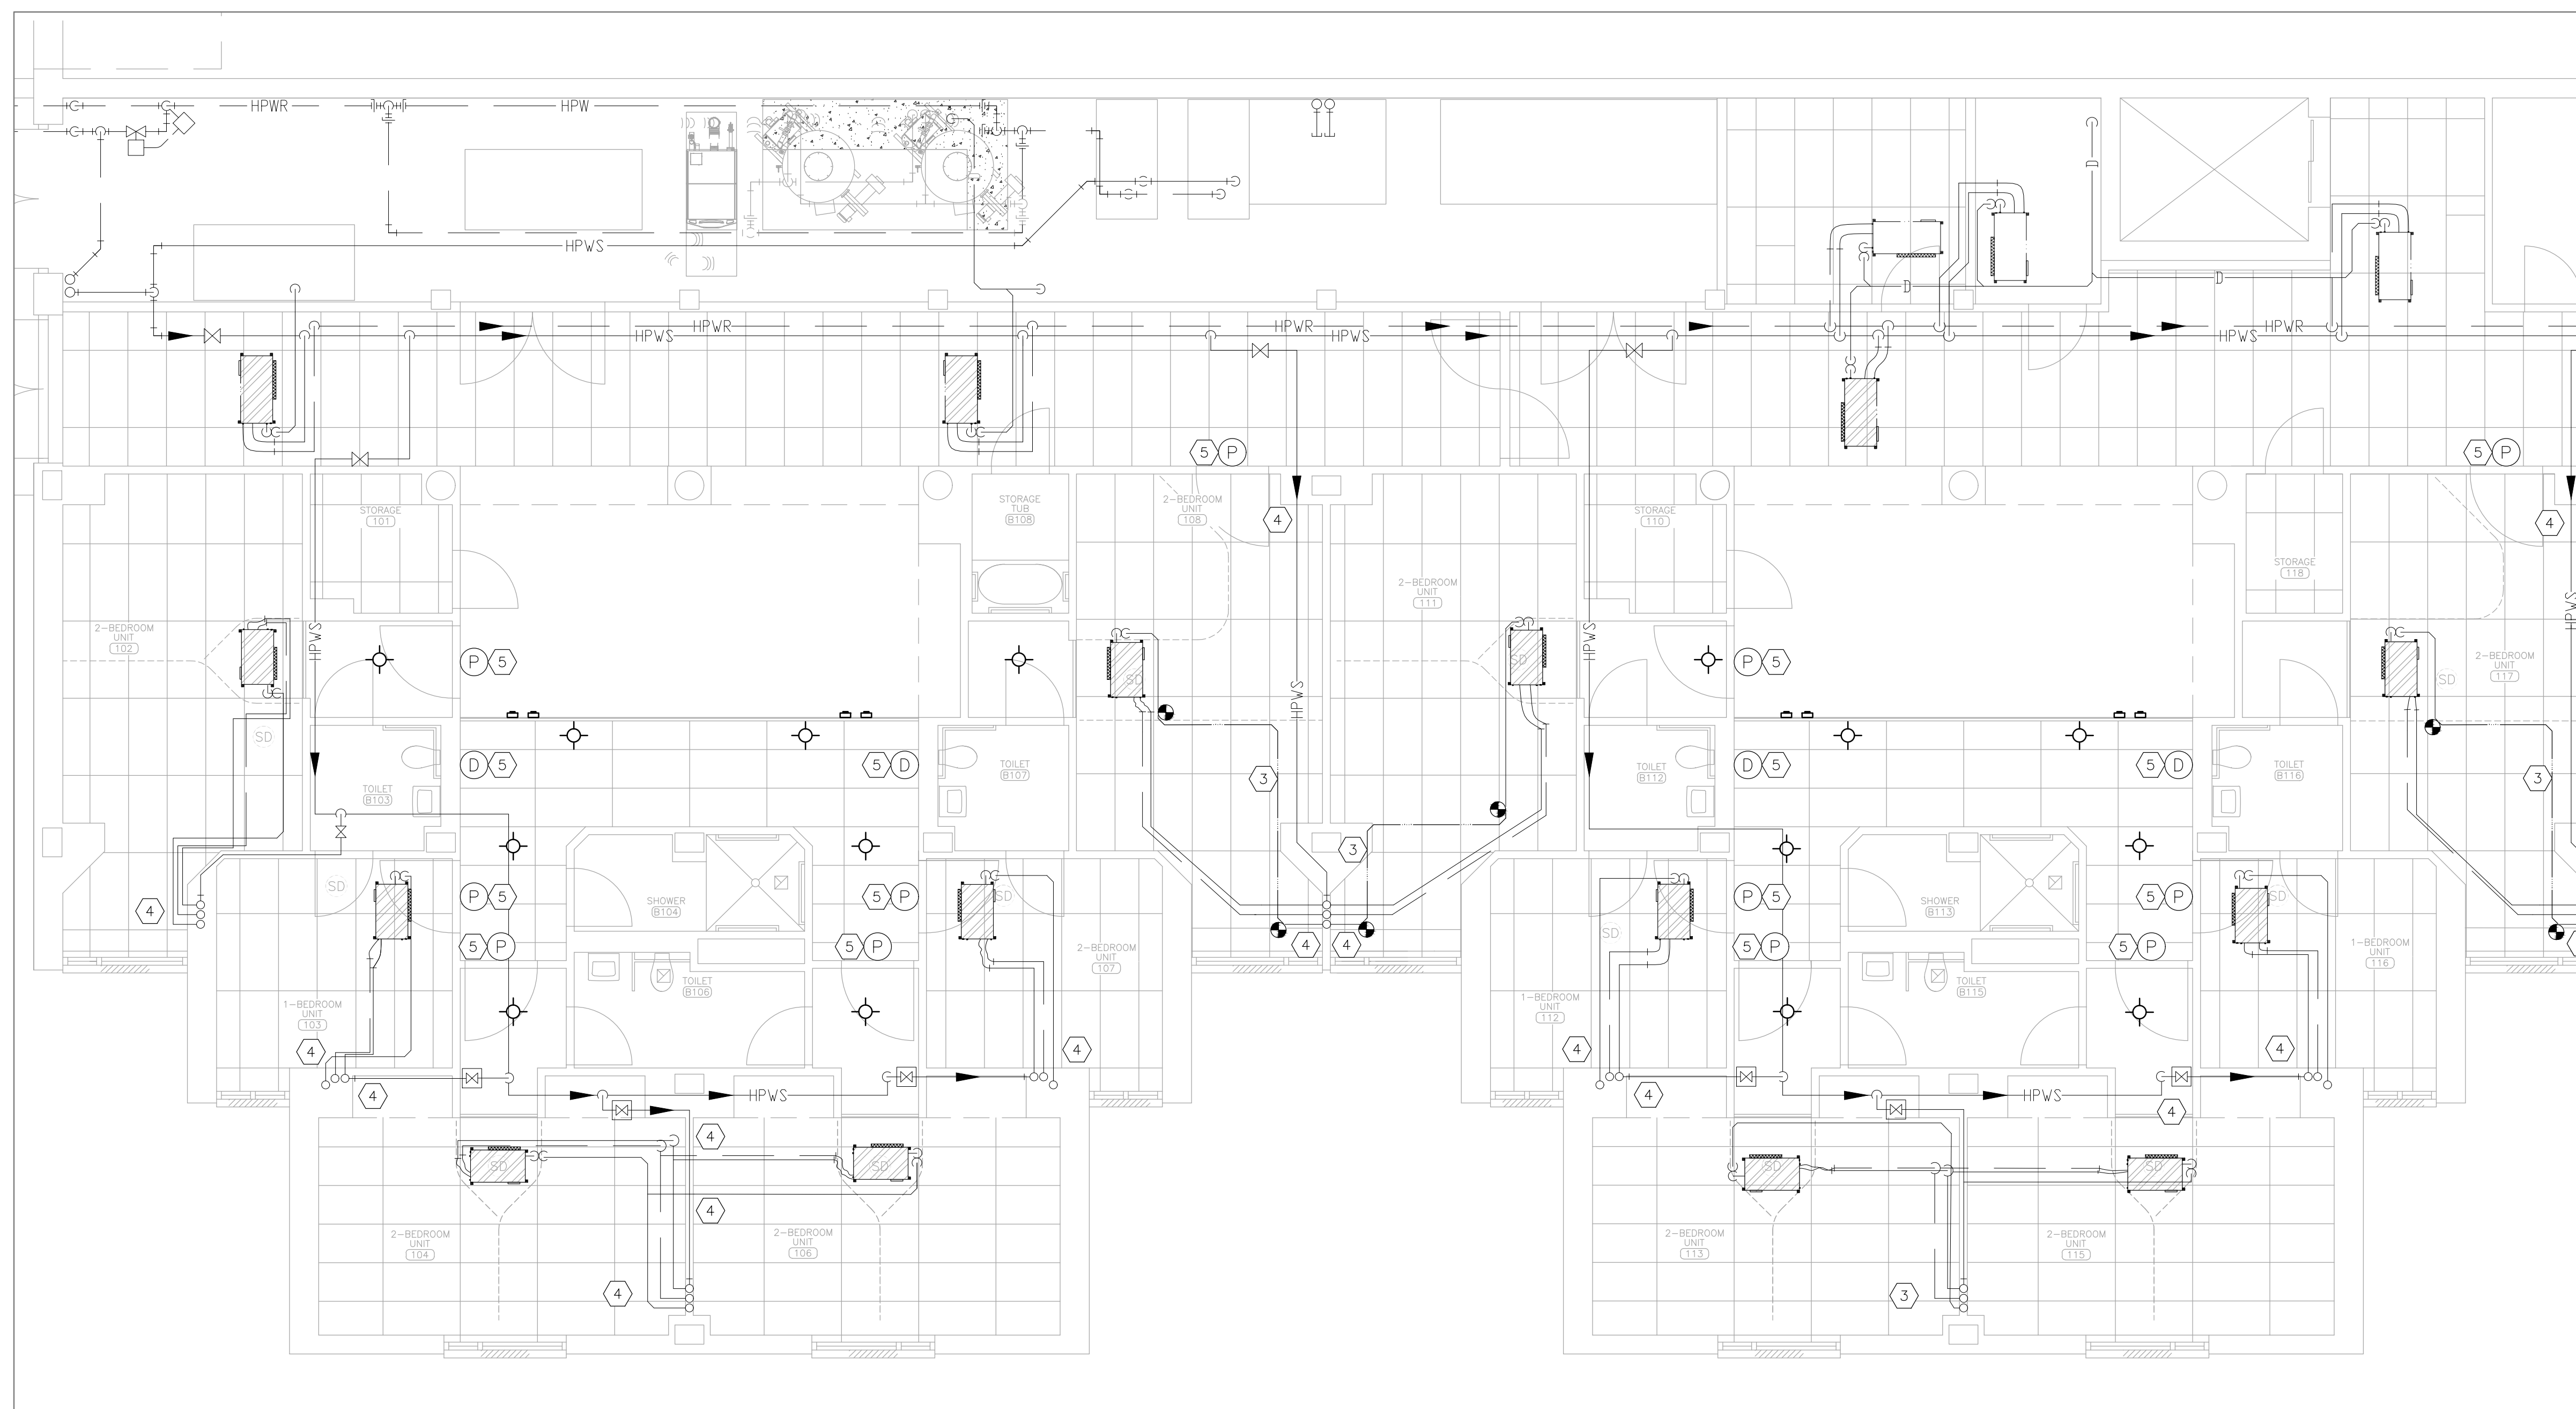 HPWR
HPW
HPWS
HPWR
HPWS
HPWR
HPWS
HPWR
HPWS
5 P
5 P
STORAGE
101
STORAGE
TUB
B108
2-BEDROOM
UNIT
108
4
STORAGE
110
4
STORAGE
118
2-BEDROOM
UNIT
111
2-BEDROOM
UNIT
102
HPWS
HPWS
HPWS
HPWS
P 5
SD
SD
P 5
SD
2-BEDROOM
UNIT
117
SD
D 5
5 D
TOILET
B107
3
TOILET
B112
D 5
5 D
TOILET
B116
3
TOILET
B103
3
SD
P 5
SHOWER
B104
5 P
SD
4
SD
P 5
SHOWER
B113
5 P
SD
5 P
5 P
4
4
5 P
5 P
2-BEDROOM
UNIT
107
1-BEDROOM
UNIT
116
TOILET
B106
TOILET
B115
1-BEDROOM
UNIT
103
1-BEDROOM
UNIT
112
4
4
4
4
4
HPWS
4
HPWS
4
4
SD
SD
SD
SD
4
2-BEDROOM
UNIT
104
2-BEDROOM
UNIT
106
2-BEDROOM
UNIT
113
2-BEDROOM
UNIT
115
4
3